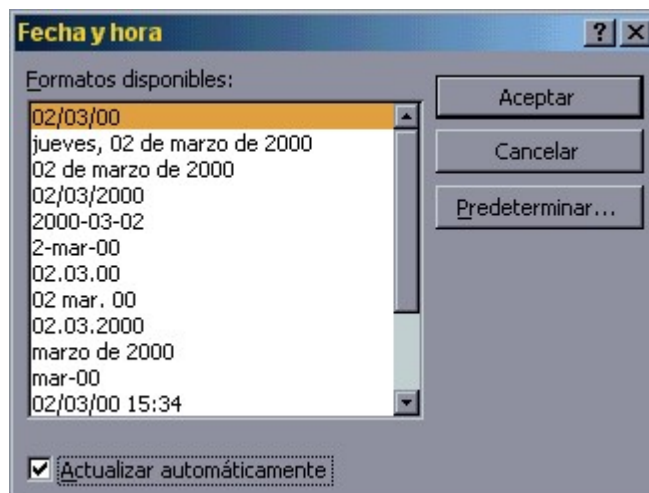 Fecha y hora
Formatos disponibles:
02/03/00
jueves, 02 de marzo de 2000
02 de marzo de 2000
02/03/2000
2000-03-02
2-mar-00
02.03.00
02 mar. 00
02.03.2000
marzo de 2000
mar-00
02/03/00 15:34
Aceptar
Cancelar
Predeterminar...
Actualizar automáticamente